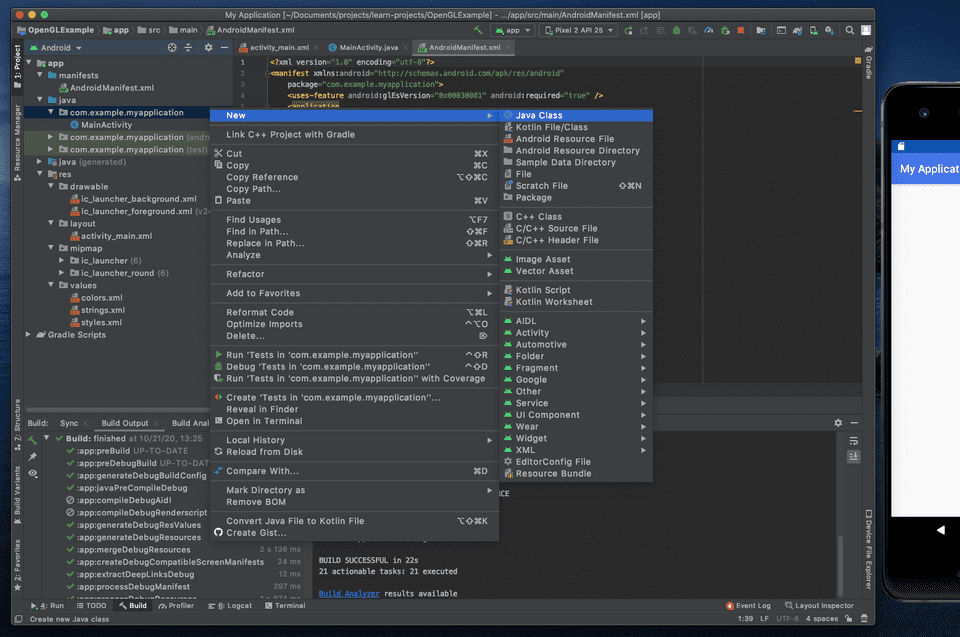 My Application [~/Documents/projects/learn-projects/OpenGLExample] - .../app/src/main/AndroidManifest.xml [app]
OpenGLExample app src main AndroidManifest.xml app Pixel 2 API 25
Android activity_main.xml MainActivity.java AndroidManifest.xml
1: Project
Resource Manager
Z: Structure
Build Variants
2: Favorites
Gradle
Device File Explorer
app
manifests
AndroidManifest.xml
java
com.example.myapplication
MainActivity
com.example.myapplication (andro
com.example.myapplication (test)
java (generated)
res
drawable
ic_launcher_background.xml
ic_launcher_foreground.xml (v24
layout
activity_main.xml
mipmap
ic_launcher (6)
ic_launcher_round (6)
values
colors.xml
strings.xml
styles.xml
Gradle Scripts
1 <?xml version="1.0" encoding="utf-8"?>
2 <manifest xmlns:android="http://schemas.android.com/apk/res/android"
3 package="com.example.myapplication">
4 <uses-feature android:glEsVersion="0x00030001" android:required="true" />
5 <application
New
Link C++ Project with Gradle
Cut ⌘X
Copy ⌘C
Copy Reference ⌥⇧⌘C
Copy Path...
Paste ⌘V
Find Usages ⌥F7
Find in Path... ⇧⌘F
Replace in Path... ⇧⌘R
Analyze
Refactor
Add to Favorites
Reformat Code ⌥⌘L
Optimize Imports ^⌥O
Delete... ⌦
Run 'Tests in 'com.example.myapplication'' ^⇧R
Debug 'Tests in 'com.example.myapplication'' ^⇧D
Run 'Tests in 'com.example.myapplication'' with Coverage
Create 'Tests in 'com.example.myapplication''...
Reveal in Finder
Open in Terminal
Local History
Reload from Disk
Compare With... ⌘D
Mark Directory as
Remove BOM
Convert Java File to Kotlin File ⌥⇧⌘K
Create Gist...
Java Class
Kotlin File/Class
Android Resource File
Android Resource Directory
Sample Data Directory
File
Scratch File ⇧⌘N
Package
C++ Class
C/C++ Source File
C/C++ Header File
Image Asset
Vector Asset
Kotlin Script
Kotlin Worksheet
AIDL
Activity
Automotive
Folder
Fragment
Google
Other
Service
UI Component
Wear
Widget
XML
EditorConfig File
Resource Bundle
My Applicat
Build: Sync Build Output Build Anal
Build: finished at 10/21/20, 13:25
:app:preBuild UP-TO-DATE
:app:preDebugBuild UP-TO-DAT
:app:generateDebugBuildConfig
:app:javaPreCompileDebug
:app:compileDebugAidl
:app:compileDebugRenderscript
:app:generateDebugResValues
:app:generateDebugResources
:app:mergeDebugResources 2 s 136 ms
:app:createDebugCompatibleScreenManifests 24 ms
:app:extractDeepLinksDebug 12 ms
:app:processDebugManifest 297 ms
BUILD SUCCESSFUL in 22s
21 actionable tasks: 21 executed
Build Analyzer results available
4: Run TODO Build Profiler 6: Logcat Terminal 4 Event Log Layout Inspector
Create new Java class 1:39 LF UTF-8 4 spaces